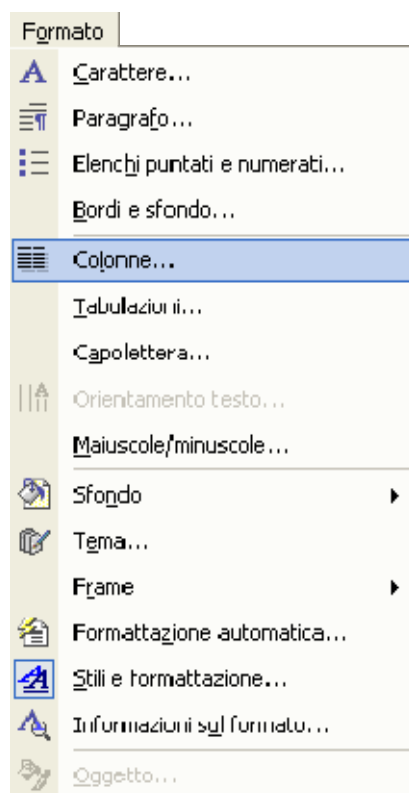 Formato
Carattere...
Paragrafo...
Elenchi puntati e numerati...
Bordi e sfondo...
Colonne...
Tabulazioni...
Capolettera...
Orientamento testo...
Maiuscole/minuscole...
Sfondo
Tema...
Frame
Formattazione automatica...
Stili e formattazione...
Informazioni sul formato...
Oggetto...